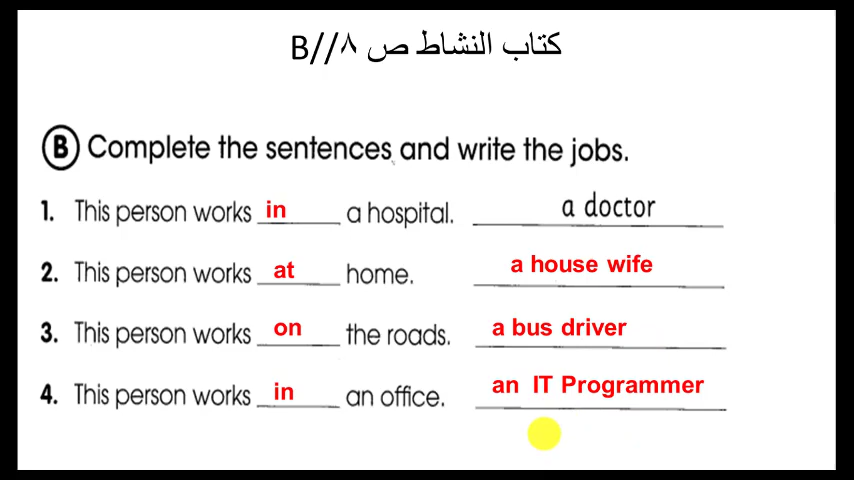 كتاب النشاط ص ٨//B
B Complete the sentences and write the jobs.
1. This person works in a hospital. a doctor
2. This person works at home. a house wife
3. This person works on the roads. a bus driver
4. This person works in an office. an IT Programmer